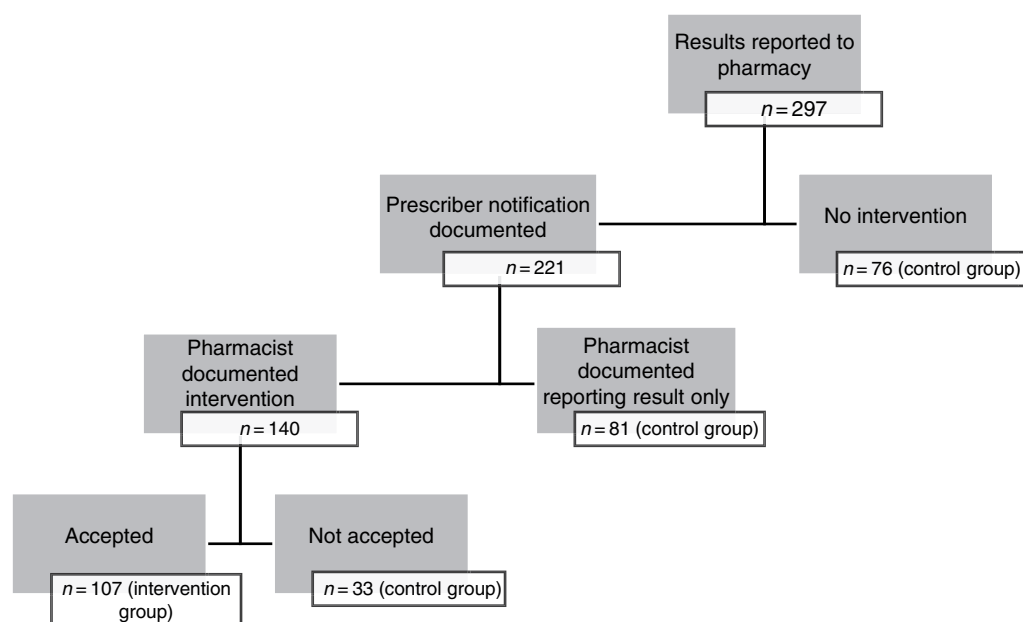 Results reported to
pharmacy
n = 297
Prescriber notification
documented
n = 221
No intervention
n = 76 (control group)
Pharmacist
documented
intervention
n = 140
Pharmacist
documented
reporting result only
n = 81 (control group)
Accepted
n = 107 (intervention
group)
Not accepted
n = 33 (control group)